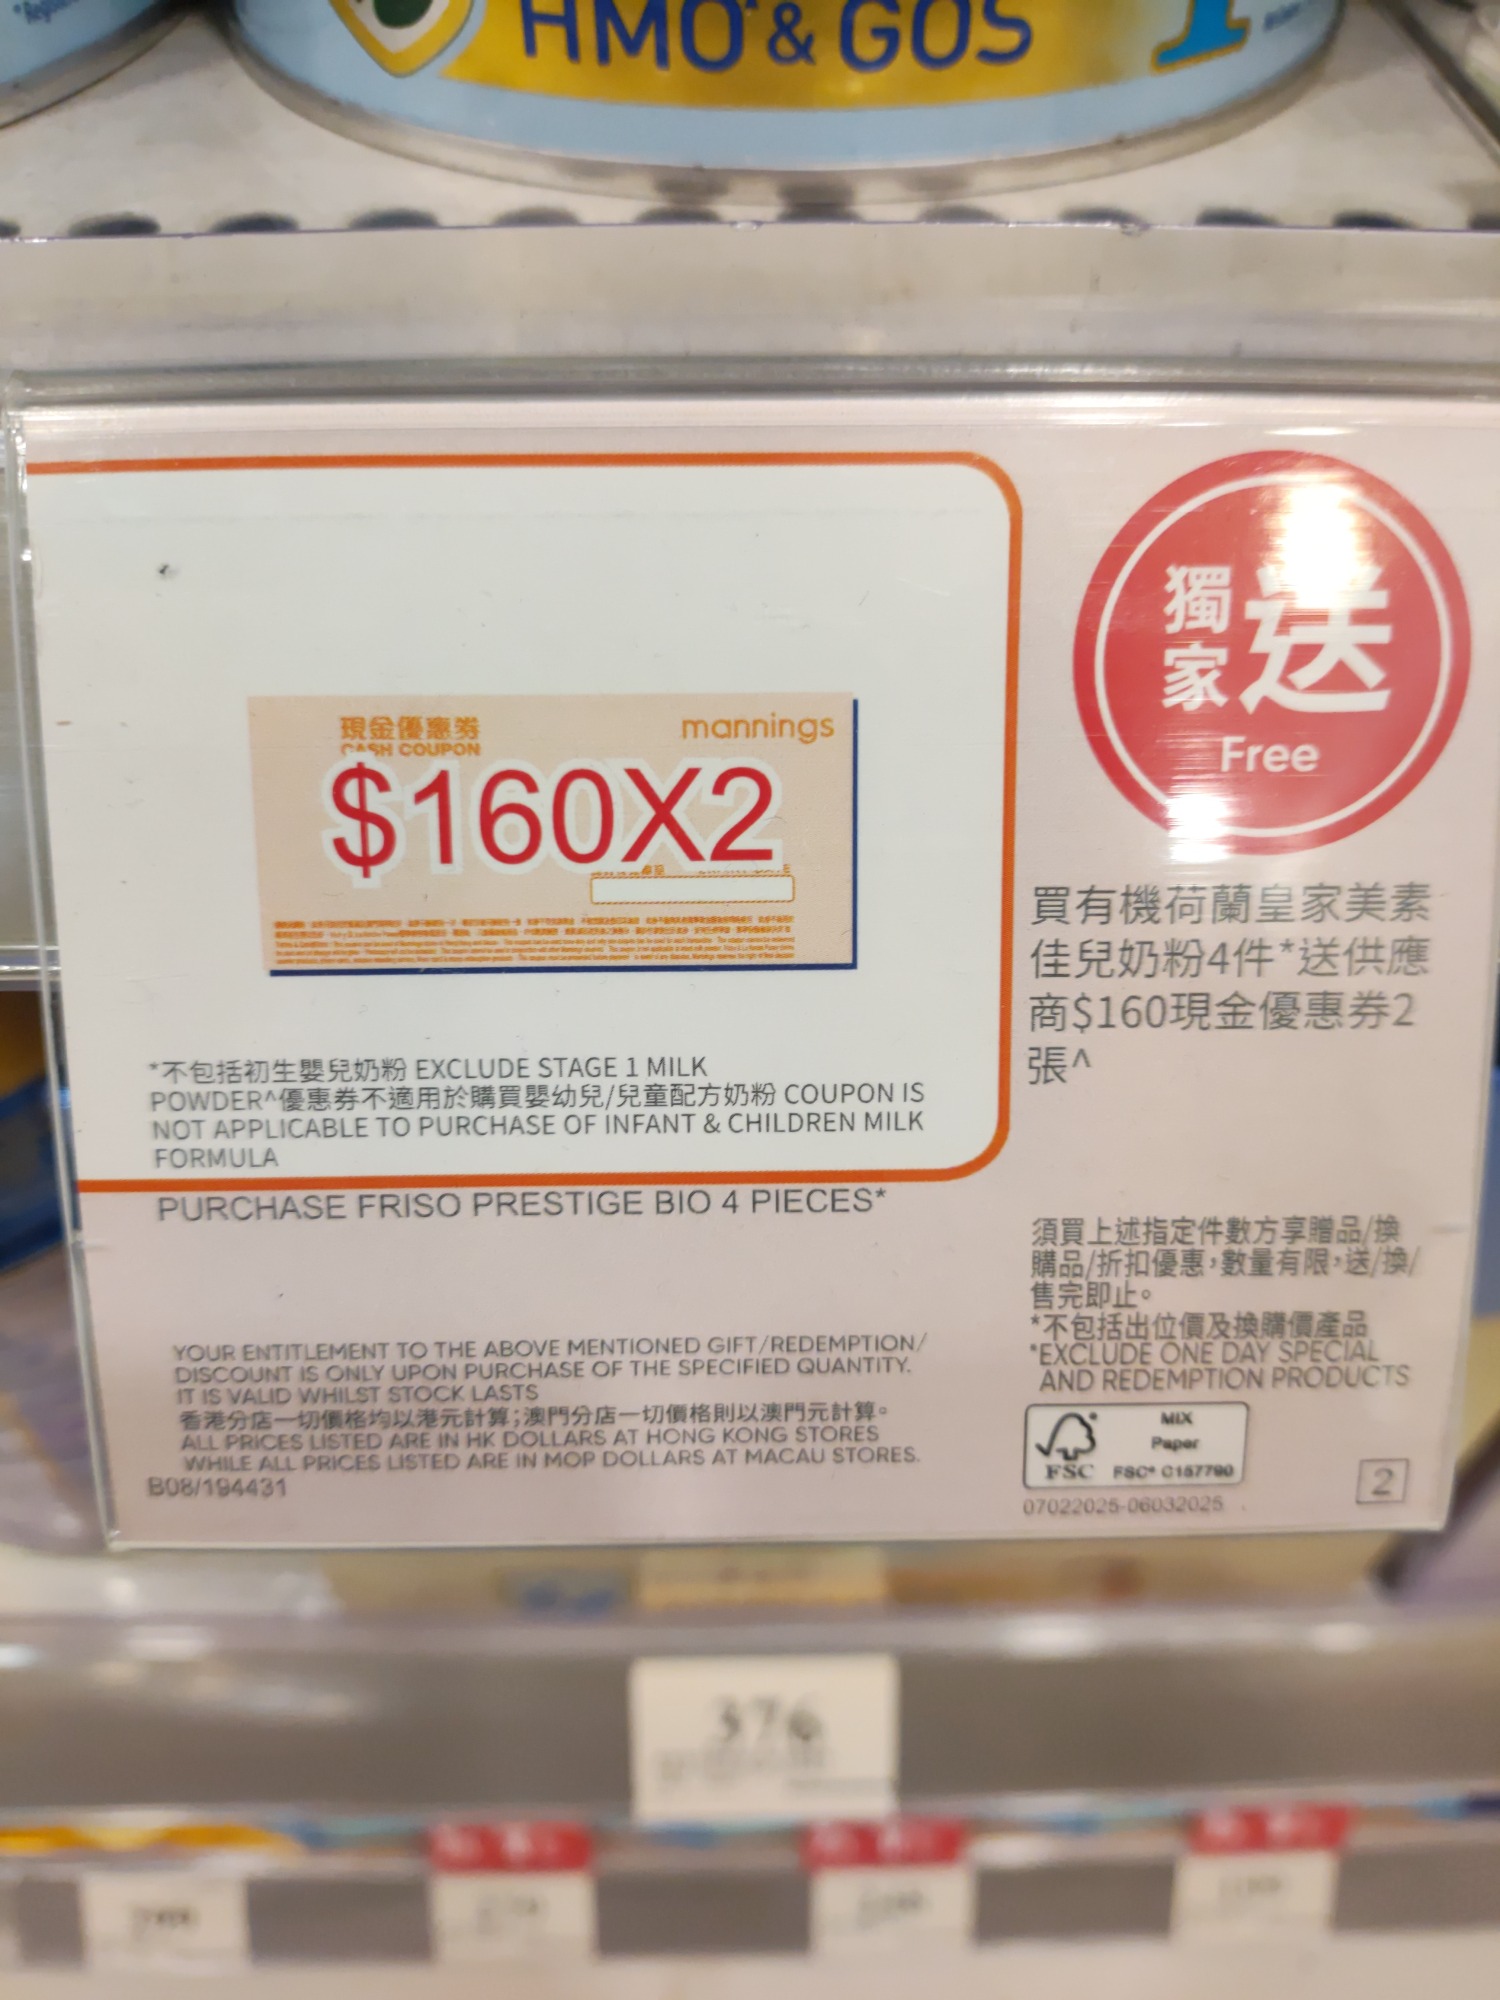 HMO & GOS
獨家送
Free
現金優惠券
CASH COUPON
mannings
$160X2
買有機荷蘭皇家美素
佳兒奶粉4件*送供應
商$160現金優惠券2
張^
*不包括初生嬰兒奶粉 EXCLUDE STAGE 1 MILK
POWDER^優惠券不適用於購買嬰幼兒/兒童配方奶粉 COUPON IS
NOT APPLICABLE TO PURCHASE OF INFANT & CHILDREN MILK
FORMULA
PURCHASE FRISO PRESTIGE BIO 4 PIECES*
須買上述指定件數方享贈品/換
購品/折扣優惠,數量有限,送/換/
售完即止。
*不包括出位價及換購價產品
*EXCLUDE ONE DAY SPECIAL
AND REDEMPTION PRODUCTS
YOUR ENTITLEMENT TO THE ABOVE MENTIONED GIFT/REDEMPTION/
DISCOUNT IS ONLY UPON PURCHASE OF THE SPECIFIED QUANTITY.
IT IS VALID WHILST STOCK LASTS
香港分店一切價格均以港元計算;澳門分店一切價格則以澳門元計算。
ALL PRICES LISTED ARE IN HK DOLLARS AT HONG KONG STORES
WHILE ALL PRICES LISTED ARE IN MOP DOLLARS AT MACAU STORES.
B08/194431
FSC
MIX
Paper
FSC® C157790
07022025-06032025
2
376